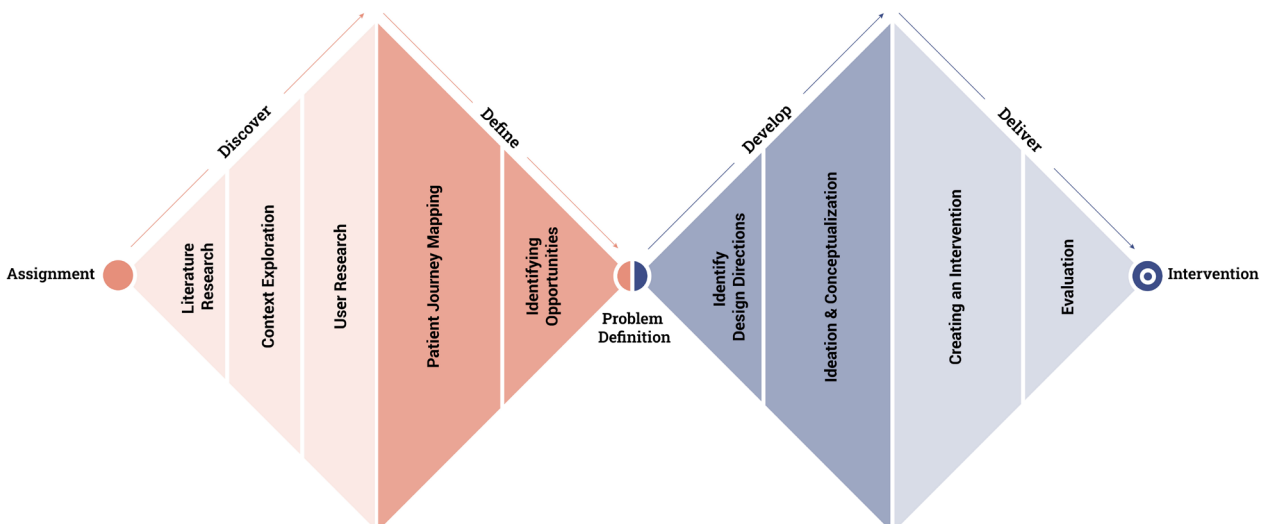 Discover
Define
Develop
Deliver
Assignment
Literature
Research
Context Exploration
User Research
Patient Journey Mapping
Identifying
Opportunities
Problem
Definition
Identify
Design Directions
Ideation & Conceptualization
Creating an Intervention
Evaluation
Intervention